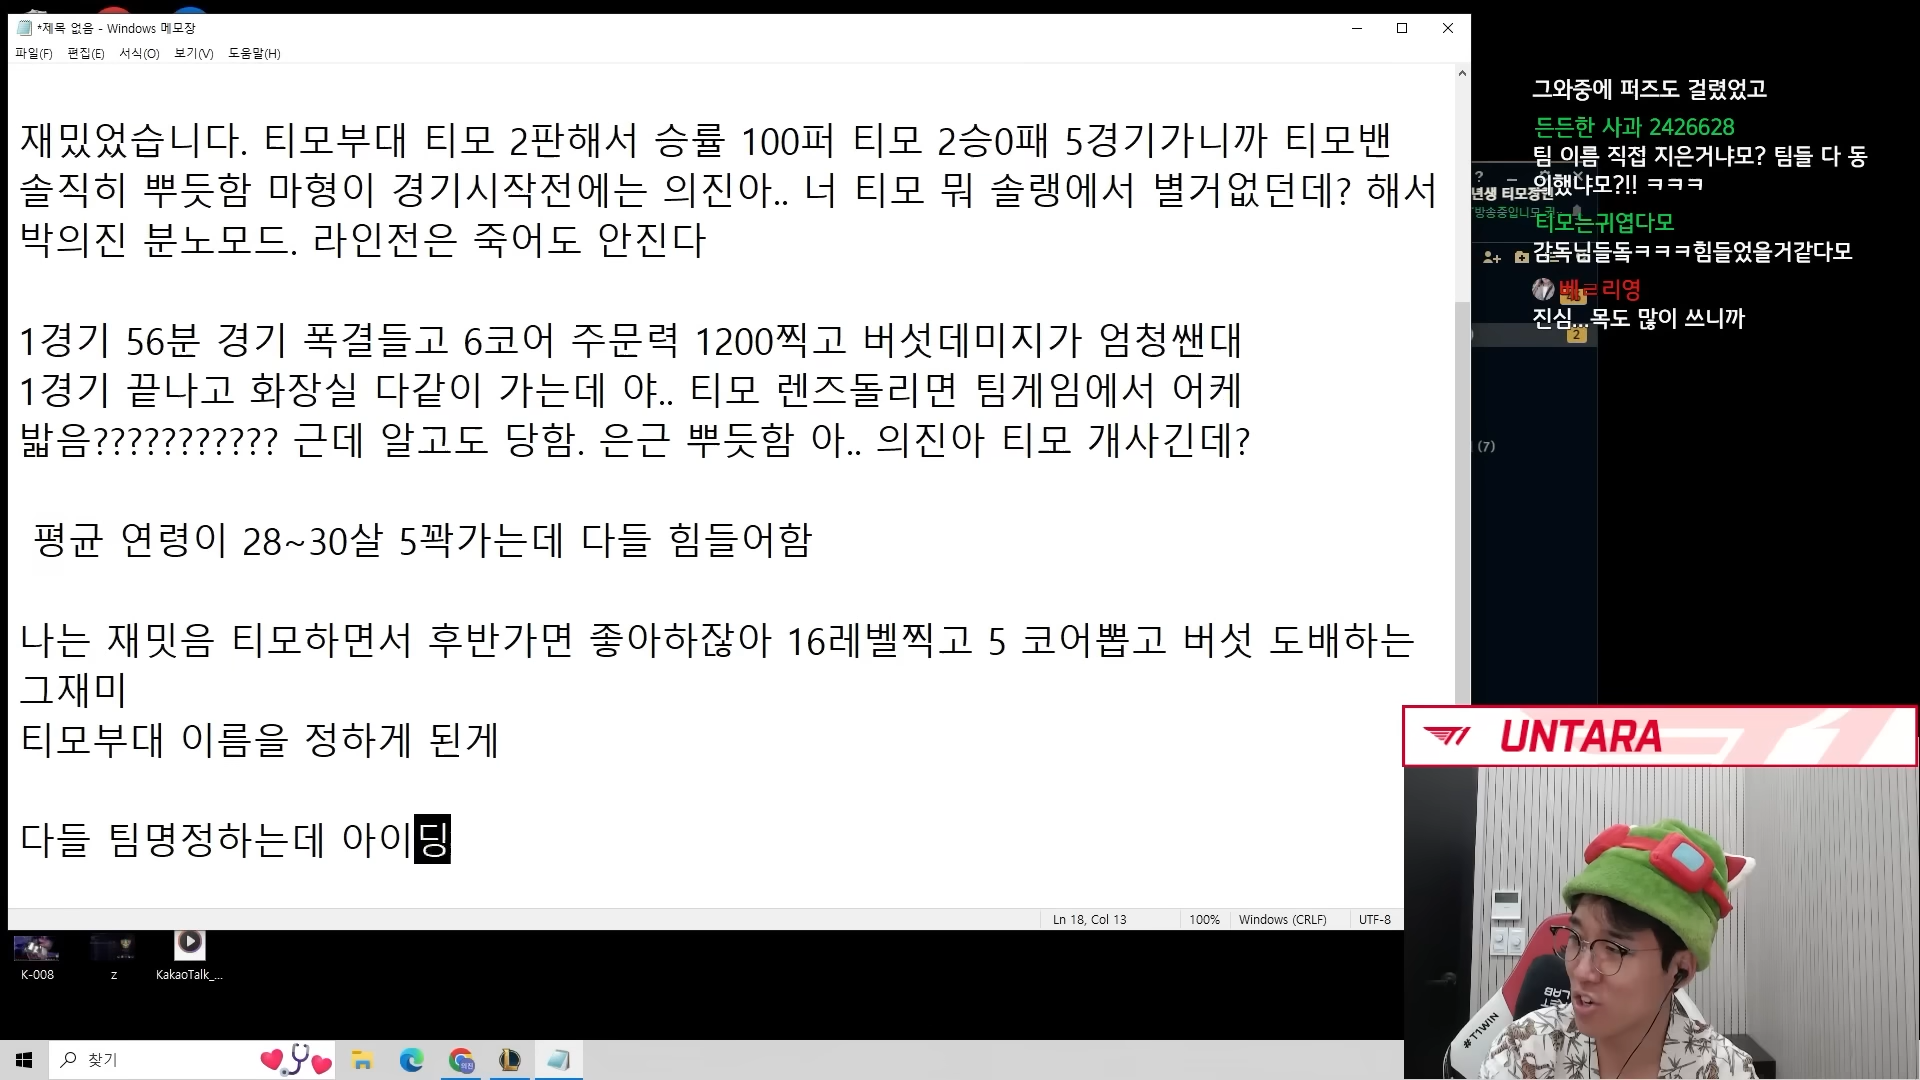 *제목 없음 - Windows 메모장
파일(F) 편집(E) 서식(O) 보기(V) 도움말(H)
재밌었습니다. 티모부대 티모 2판해서 승률 100퍼 티모 2승0패 5경기가니까 티모밴
솔직히 뿌듯함 마형이 경기시작전에는 의진아.. 너 티모 뭐 솔랭에서 별거없던데? 해서
박의진 분노모드. 라인전은 죽어도 안진다
1경기 56분 경기 폭결들고 6코어 주문력 1200찍고 버섯데미지가 엄청쌘대
1경기 끝나고 화장실 다같이 가는데 야.. 티모 렌즈돌리면 팀게임에서 어케
밟음??????????? 근데 알고도 당함. 은근 뿌듯함 아.. 의진아 티모 개사긴데?
평균 연령이 28~30살 5꽉가는데 다들 힘들어함
나는 재밋음 티모하면서 후반가면 좋아하잖아 16레벨찍고 5 코어뽑고 버섯 도배하는
그재미
티모부대 이름을 정하게 된게
다들 팀명정하는데 아이딩
Ln 18, Col 13
100%
Windows (CRLF)
UTF-8
그와중에 퍼즈도 걸렸었고
든든한 사과 2426628
팀 이름 직접 지은거냐모? 팀들 다 동
의했냐모?!! ㅋㅋㅋ
티모는귀엽다모
감독님들돜ㅋㅋㅋ힘들었을거같다모
베ㄹ리영
진심...목도 많이 쓰니까
년생 티모장인
2
(7)
T1
UNTARA
#T1WIN
K-008
z
KakaoTalk_...
찾기